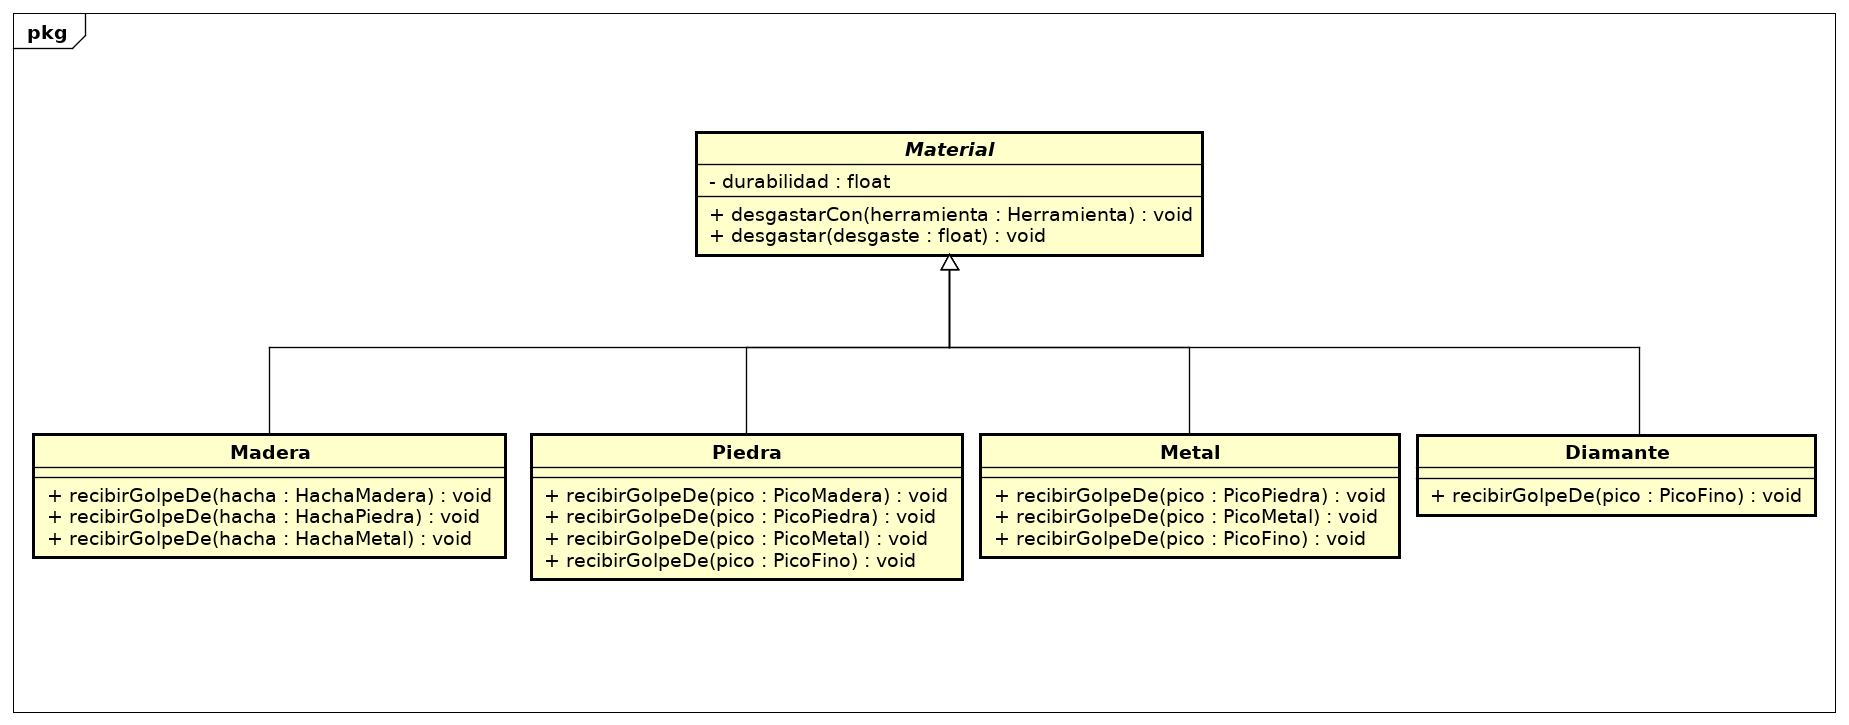 pkg
Material
- durabilidad : float
+ desgastarCon(herramienta : Herramienta) : void
+ desgastar(desgaste : float) : void
Madera
+ recibirGolpeDe(hacha : HachaMadera) : void
+ recibirGolpeDe(hacha : HachaPiedra) : void
+ recibirGolpeDe(hacha : HachaMetal) : void
Piedra
+ recibirGolpeDe(pico : PicoMadera) : void
+ recibirGolpeDe(pico : PicoPiedra) : void
+ recibirGolpeDe(pico : PicoMetal) : void
+ recibirGolpeDe(pico : PicoFino) : void
Metal
+ recibirGolpeDe(pico : PicoPiedra) : void
+ recibirGolpeDe(pico : PicoMetal) : void
+ recibirGolpeDe(pico : PicoFino) : void
Diamante
+ recibirGolpeDe(pico : PicoFino) : void